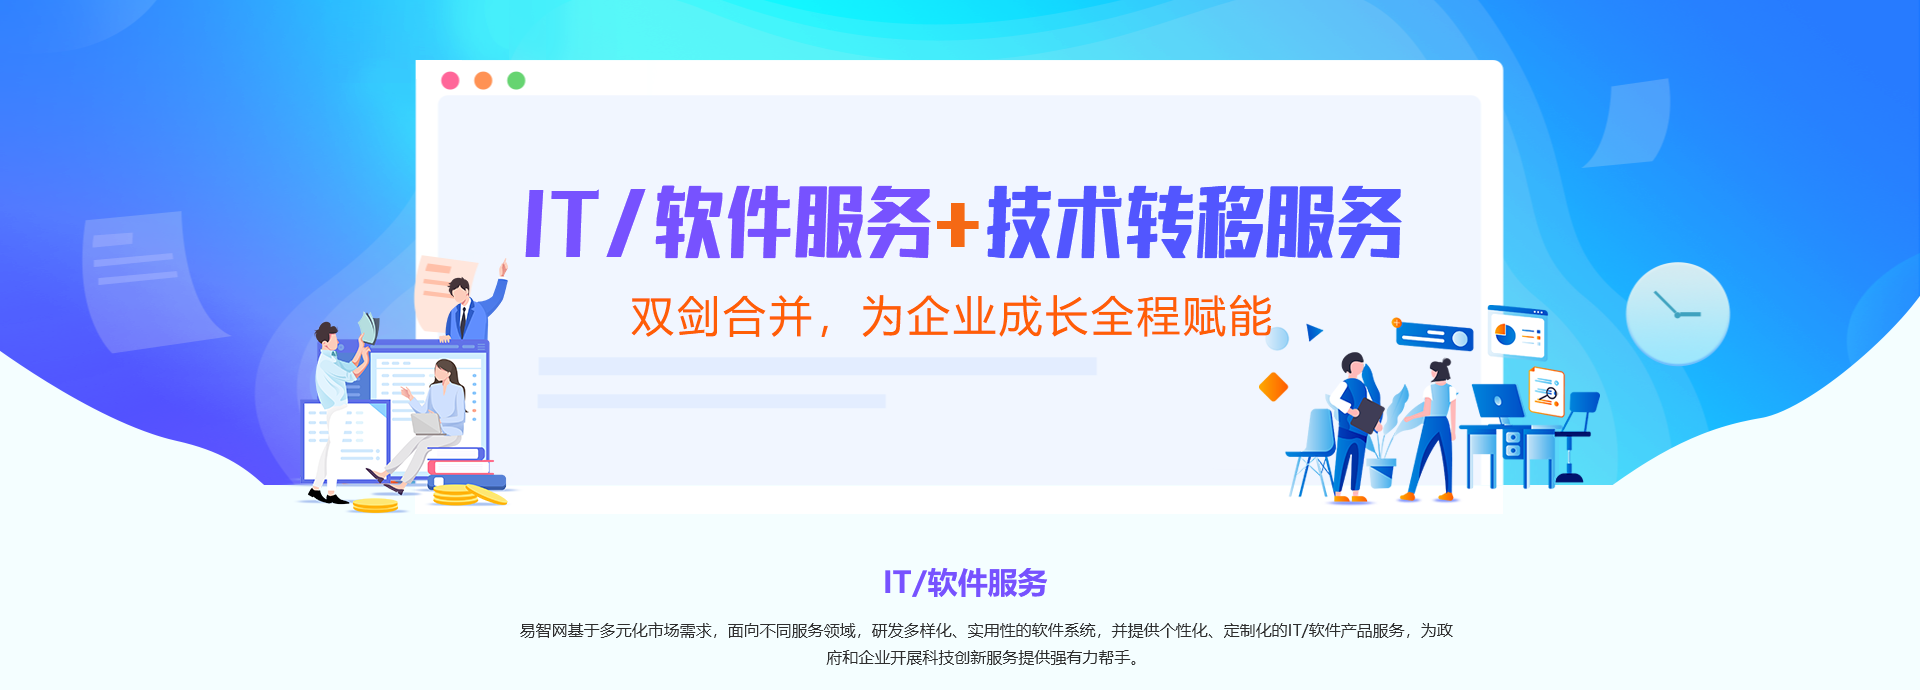 IT/软件服务+技术转移服务
双剑合并，为企业成长全程赋能
IT/软件服务
易智网基于多元化市场需求，面向不同服务领域，研发多样化、实用性的软件系统，并提供个性化、定制化的IT/软件产品服务，为政
府和企业开展科技创新服务提供强有力帮手。